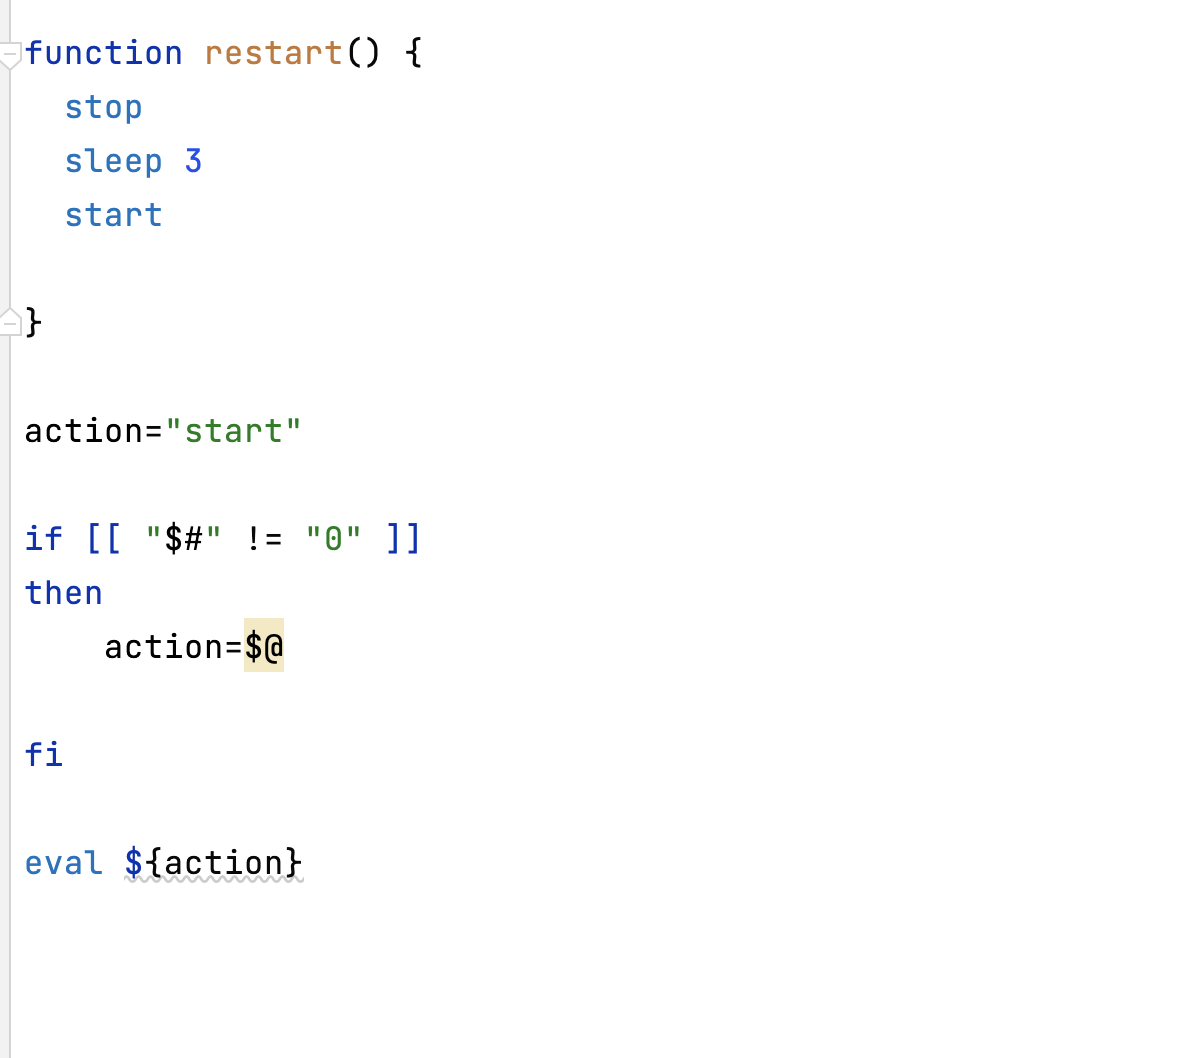 function restart() {
  stop
  sleep 3
  start
}
action="start"
if [[ "$#" != "0" ]]
then
    action=$@
fi
eval ${action}